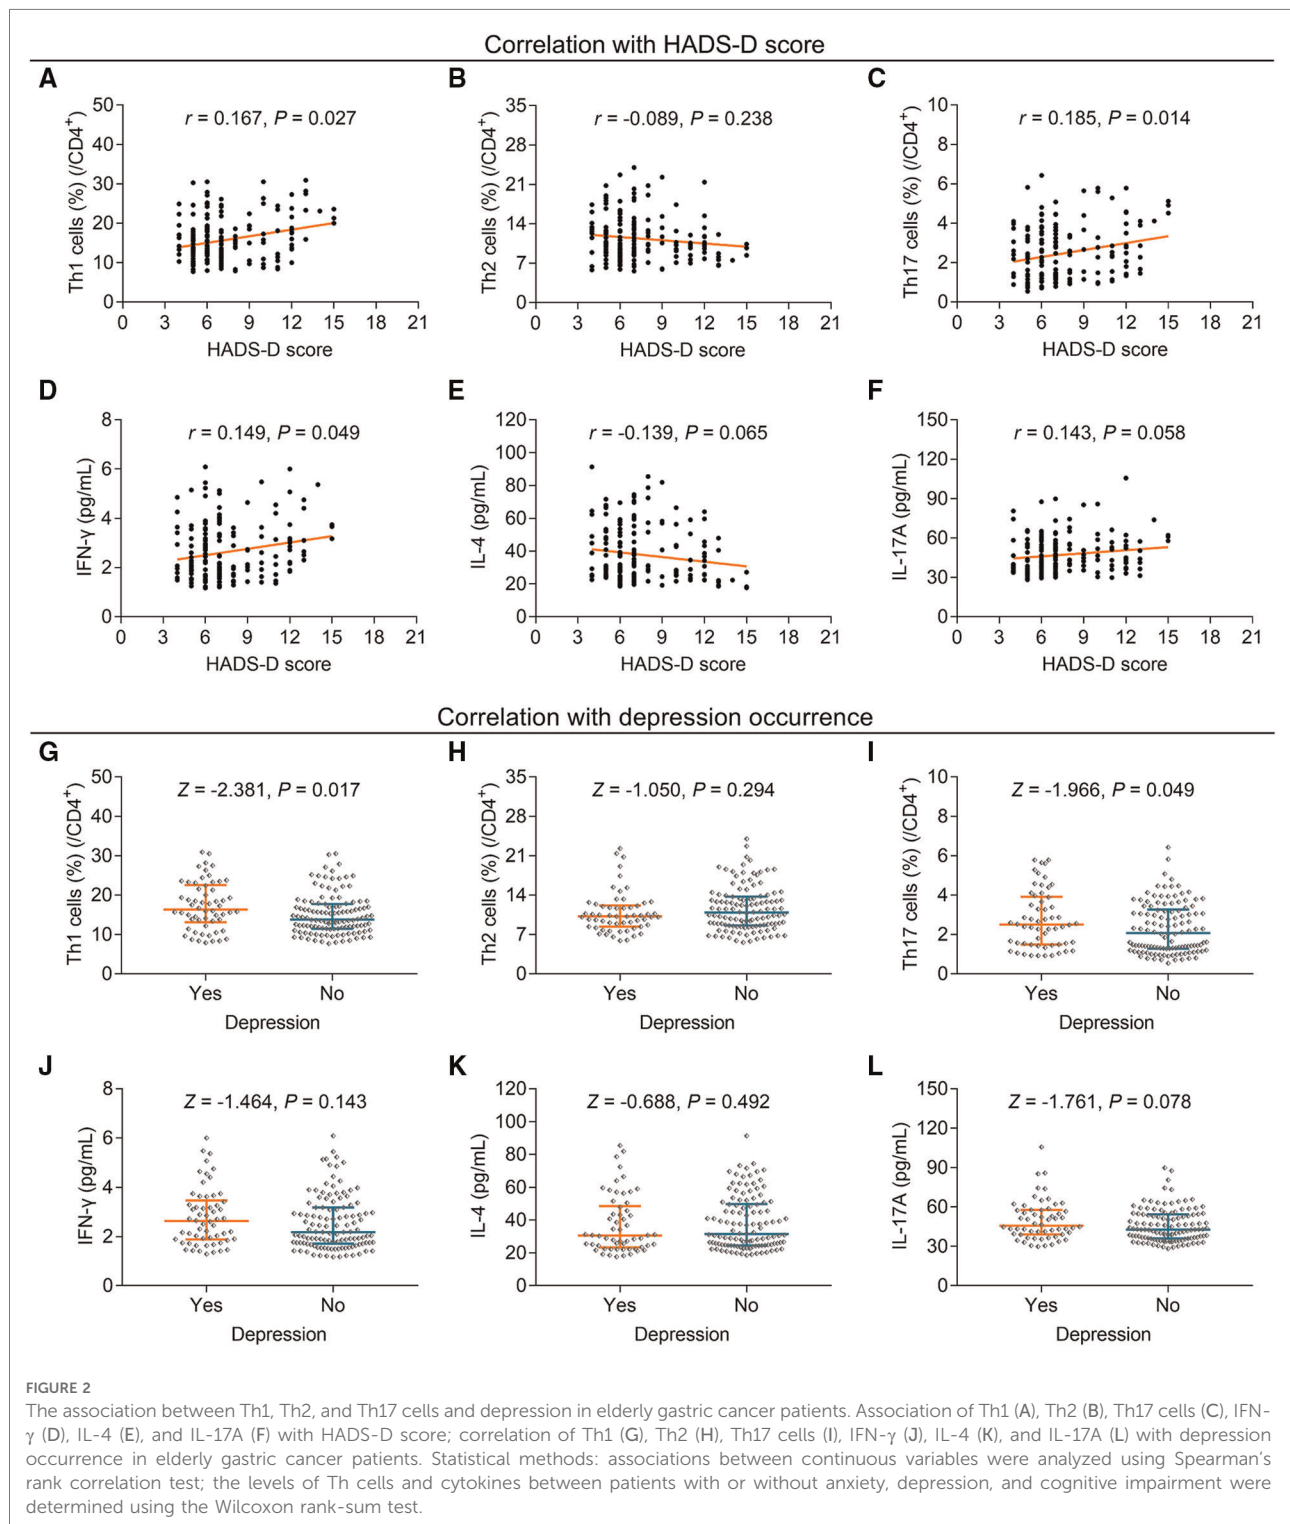 Correlation with HADS-D score
A
Th1 cells (%) (/CD4⁺)
50
40
30
20
10
0
r = 0.167, P = 0.027
0 3 6 9 12 15 18 21
HADS-D score
B
Th2 cells (%) (/CD4⁺)
35
28
21
14
7
0
r = -0.089, P = 0.238
0 3 6 9 12 15 18 21
HADS-D score
C
Th17 cells (%) (/CD4⁺)
10
8
6
4
2
0
r = 0.185, P = 0.014
0 3 6 9 12 15 18 21
HADS-D score
D
IFN-γ (pg/mL)
8
6
4
2
0
r = 0.149, P = 0.049
0 3 6 9 12 15 18 21
HADS-D score
E
IL-4 (pg/mL)
120
100
80
60
40
20
0
r = -0.139, P = 0.065
0 3 6 9 12 15 18 21
HADS-D score
F
IL-17A (pg/mL)
150
120
90
60
30
0
r = 0.143, P = 0.058
0 3 6 9 12 15 18 21
HADS-D score
Correlation with depression occurrence
G
Th1 cells (%) (/CD4⁺)
50
40
30
20
10
0
Z = -2.381, P = 0.017
Yes No
Depression
H
Th2 cells (%) (/CD4⁺)
35
28
21
14
7
0
Z = -1.050, P = 0.294
Yes No
Depression
I
Th17 cells (%) (/CD4⁺)
10
8
6
4
2
0
Z = -1.966, P = 0.049
Yes No
Depression
J
IFN-γ (pg/mL)
8
6
4
2
0
Z = -1.464, P = 0.143
Yes No
Depression
K
IL-4 (pg/mL)
120
100
80
60
40
20
0
Z = -0.688, P = 0.492
Yes No
Depression
L
IL-17A (pg/mL)
150
120
90
60
30
0
Z = -1.761, P = 0.078
Yes No
Depression
FIGURE 2
The association between Th1, Th2, and Th17 cells and depression in elderly gastric cancer patients. Association of Th1 (A), Th2 (B), Th17 cells (C), IFN-
γ (D), IL-4 (E), and IL-17A (F) with HADS-D score; correlation of Th1 (G), Th2 (H), Th17 cells (I), IFN-γ (J), IL-4 (K), and IL-17A (L) with depression
occurrence in elderly gastric cancer patients. Statistical methods: associations between continuous variables were analyzed using Spearman's
rank correlation test; the levels of Th cells and cytokines between patients with or without anxiety, depression, and cognitive impairment were
determined using the Wilcoxon rank-sum test.